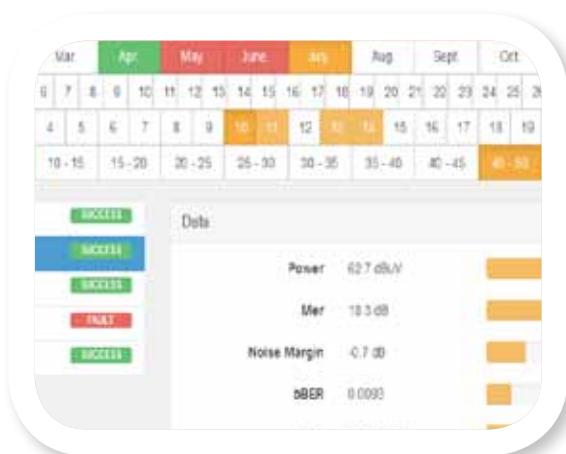 Mar Apr May June July Aug Sept Oct
6 7 8 9 10 11 12 13 14 15 16 17 18 19 20 21 22 23 24 25 26
4 5 6 7 8 9 10 11 12 13 14 15 16 17 18 19
10 - 15 15 - 20 20 - 25 25 - 30 30 - 35 35 - 40 40 - 45 45 - 50
SUCCESS
Data
SUCCESS
Power 62.7 dBuV
SUCCESS
Mer 18.3 dB
FAULT
Noise Margin -0.7 dB
SUCCESS
bBER 0.0093